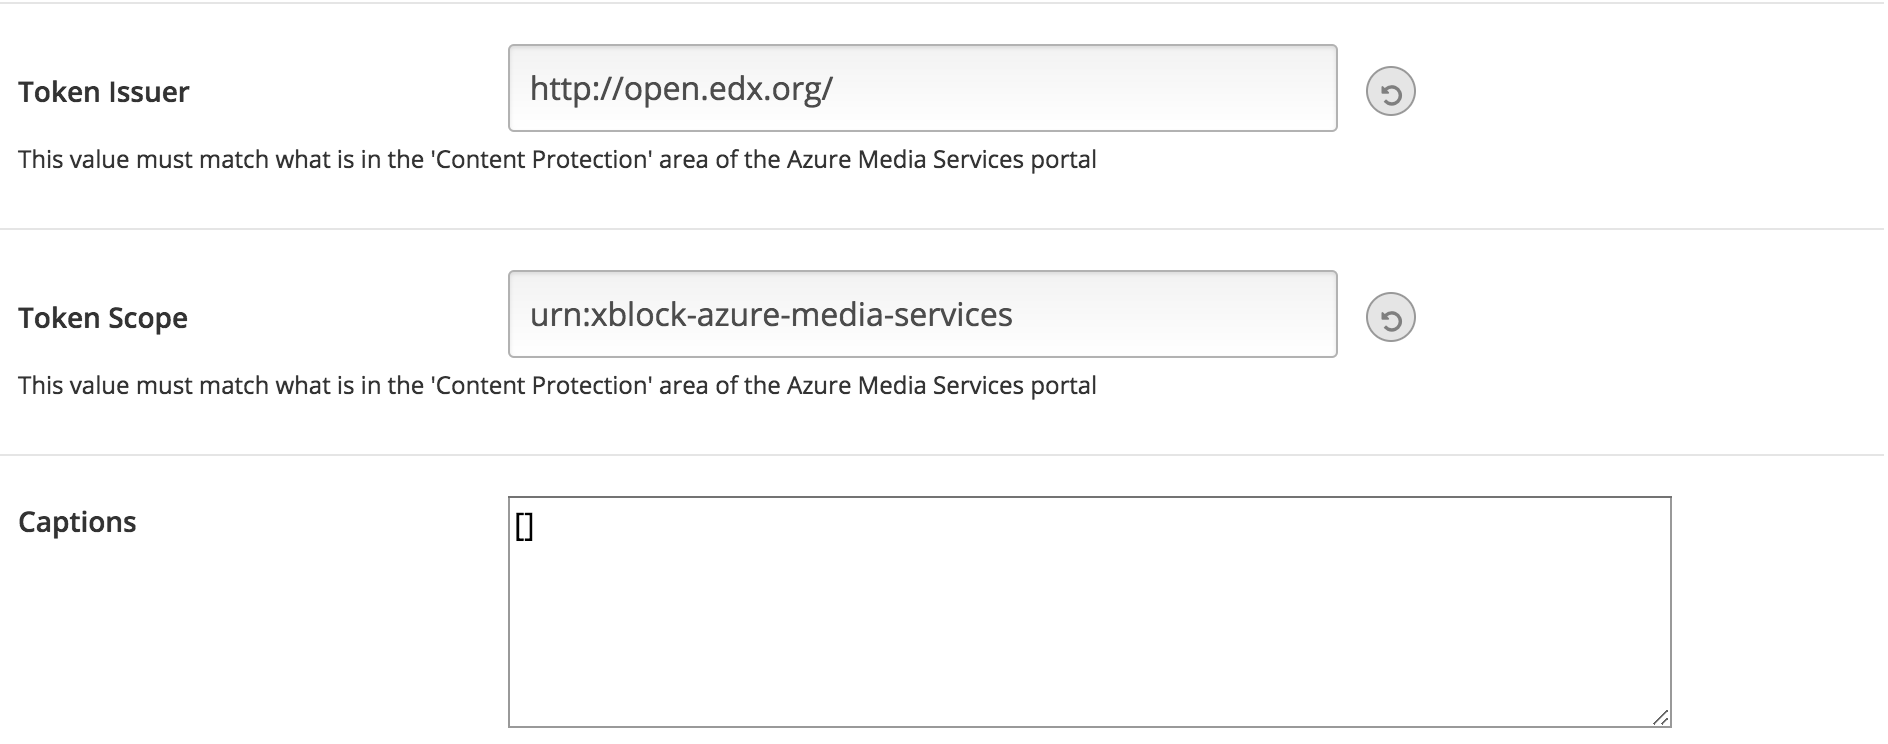 Token Issuer
http://open.edx.org/
This value must match what is in the 'Content Protection' area of the Azure Media Services portal
Token Scope
urn:xblock-azure-media-services
This value must match what is in the 'Content Protection' area of the Azure Media Services portal
Captions
[]